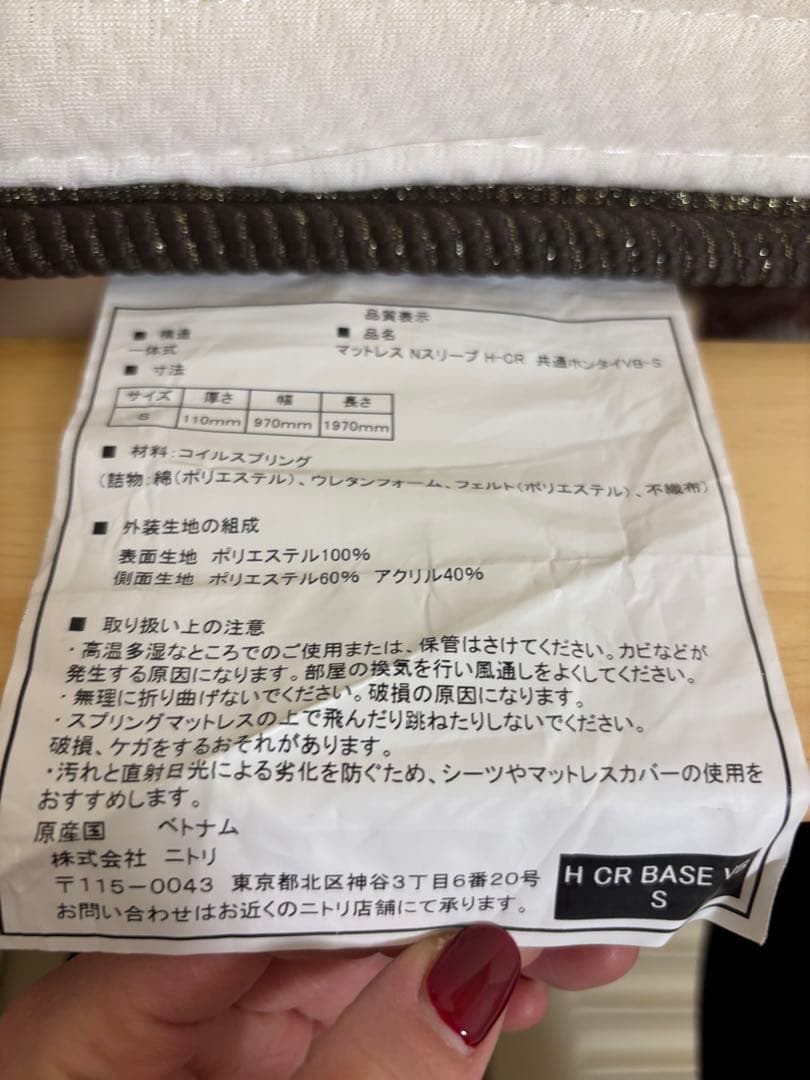 品質表示
■ 構造
■ 品名
一体式
マットレス Nスリープ H-CR 共通ホンタイVB-S
■ 寸法
サイズ 厚さ 幅 長さ
S 110mm 970mm 1970mm
■ 材料:コイルスプリング
(詰物:綿(ポリエステル)、ウレタンフォーム、フェルト(ポリエステル)、不織布)
■ 外装生地の組成
表面生地 ポリエステル100%
側面生地 ポリエステル60% アクリル40%
■ 取り扱い上の注意
・高温多湿なところでのご使用または、保管はさけてください。カビなどが
発生する原因になります。部屋の換気を行い風通しをよくしてください。
・無理に折り曲げないでください。破損の原因になります。
・スプリングマットレスの上で飛んだり跳ねたりしないでください。
破損、ケガをするおそれがあります。
・汚れと直射日光による劣化を防ぐため、シーツやマットレスカバーの使用を
おすすめします。
原産国 ベトナム
株式会社 ニトリ
〒115-0043 東京都北区神谷3丁目6番20号
お問い合わせはお近くのニトリ店舗にて承ります。
H CR BASE
S